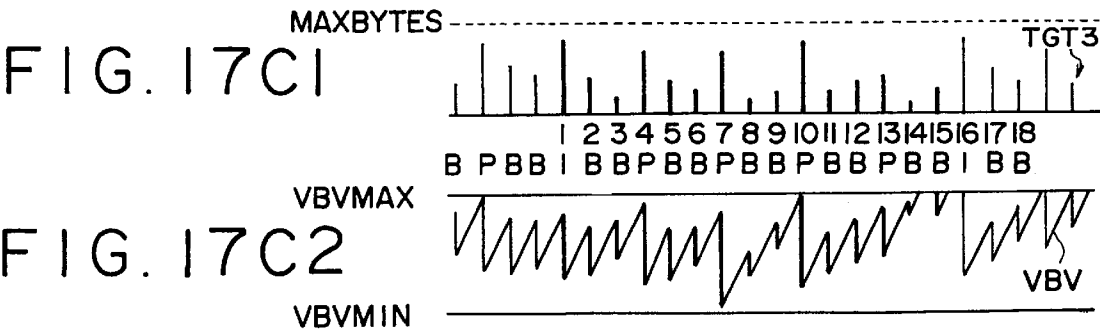 MAXBYTES
TGT3
FIG. 17C1
1 2 3 4 5 6 7 8 9 10 11 12 13 14 15 16 17 18
B P B B I B B P B B P B B P B B P B B I B B
VBVMAX
FIG. 17C2
VBV
VBVMIN